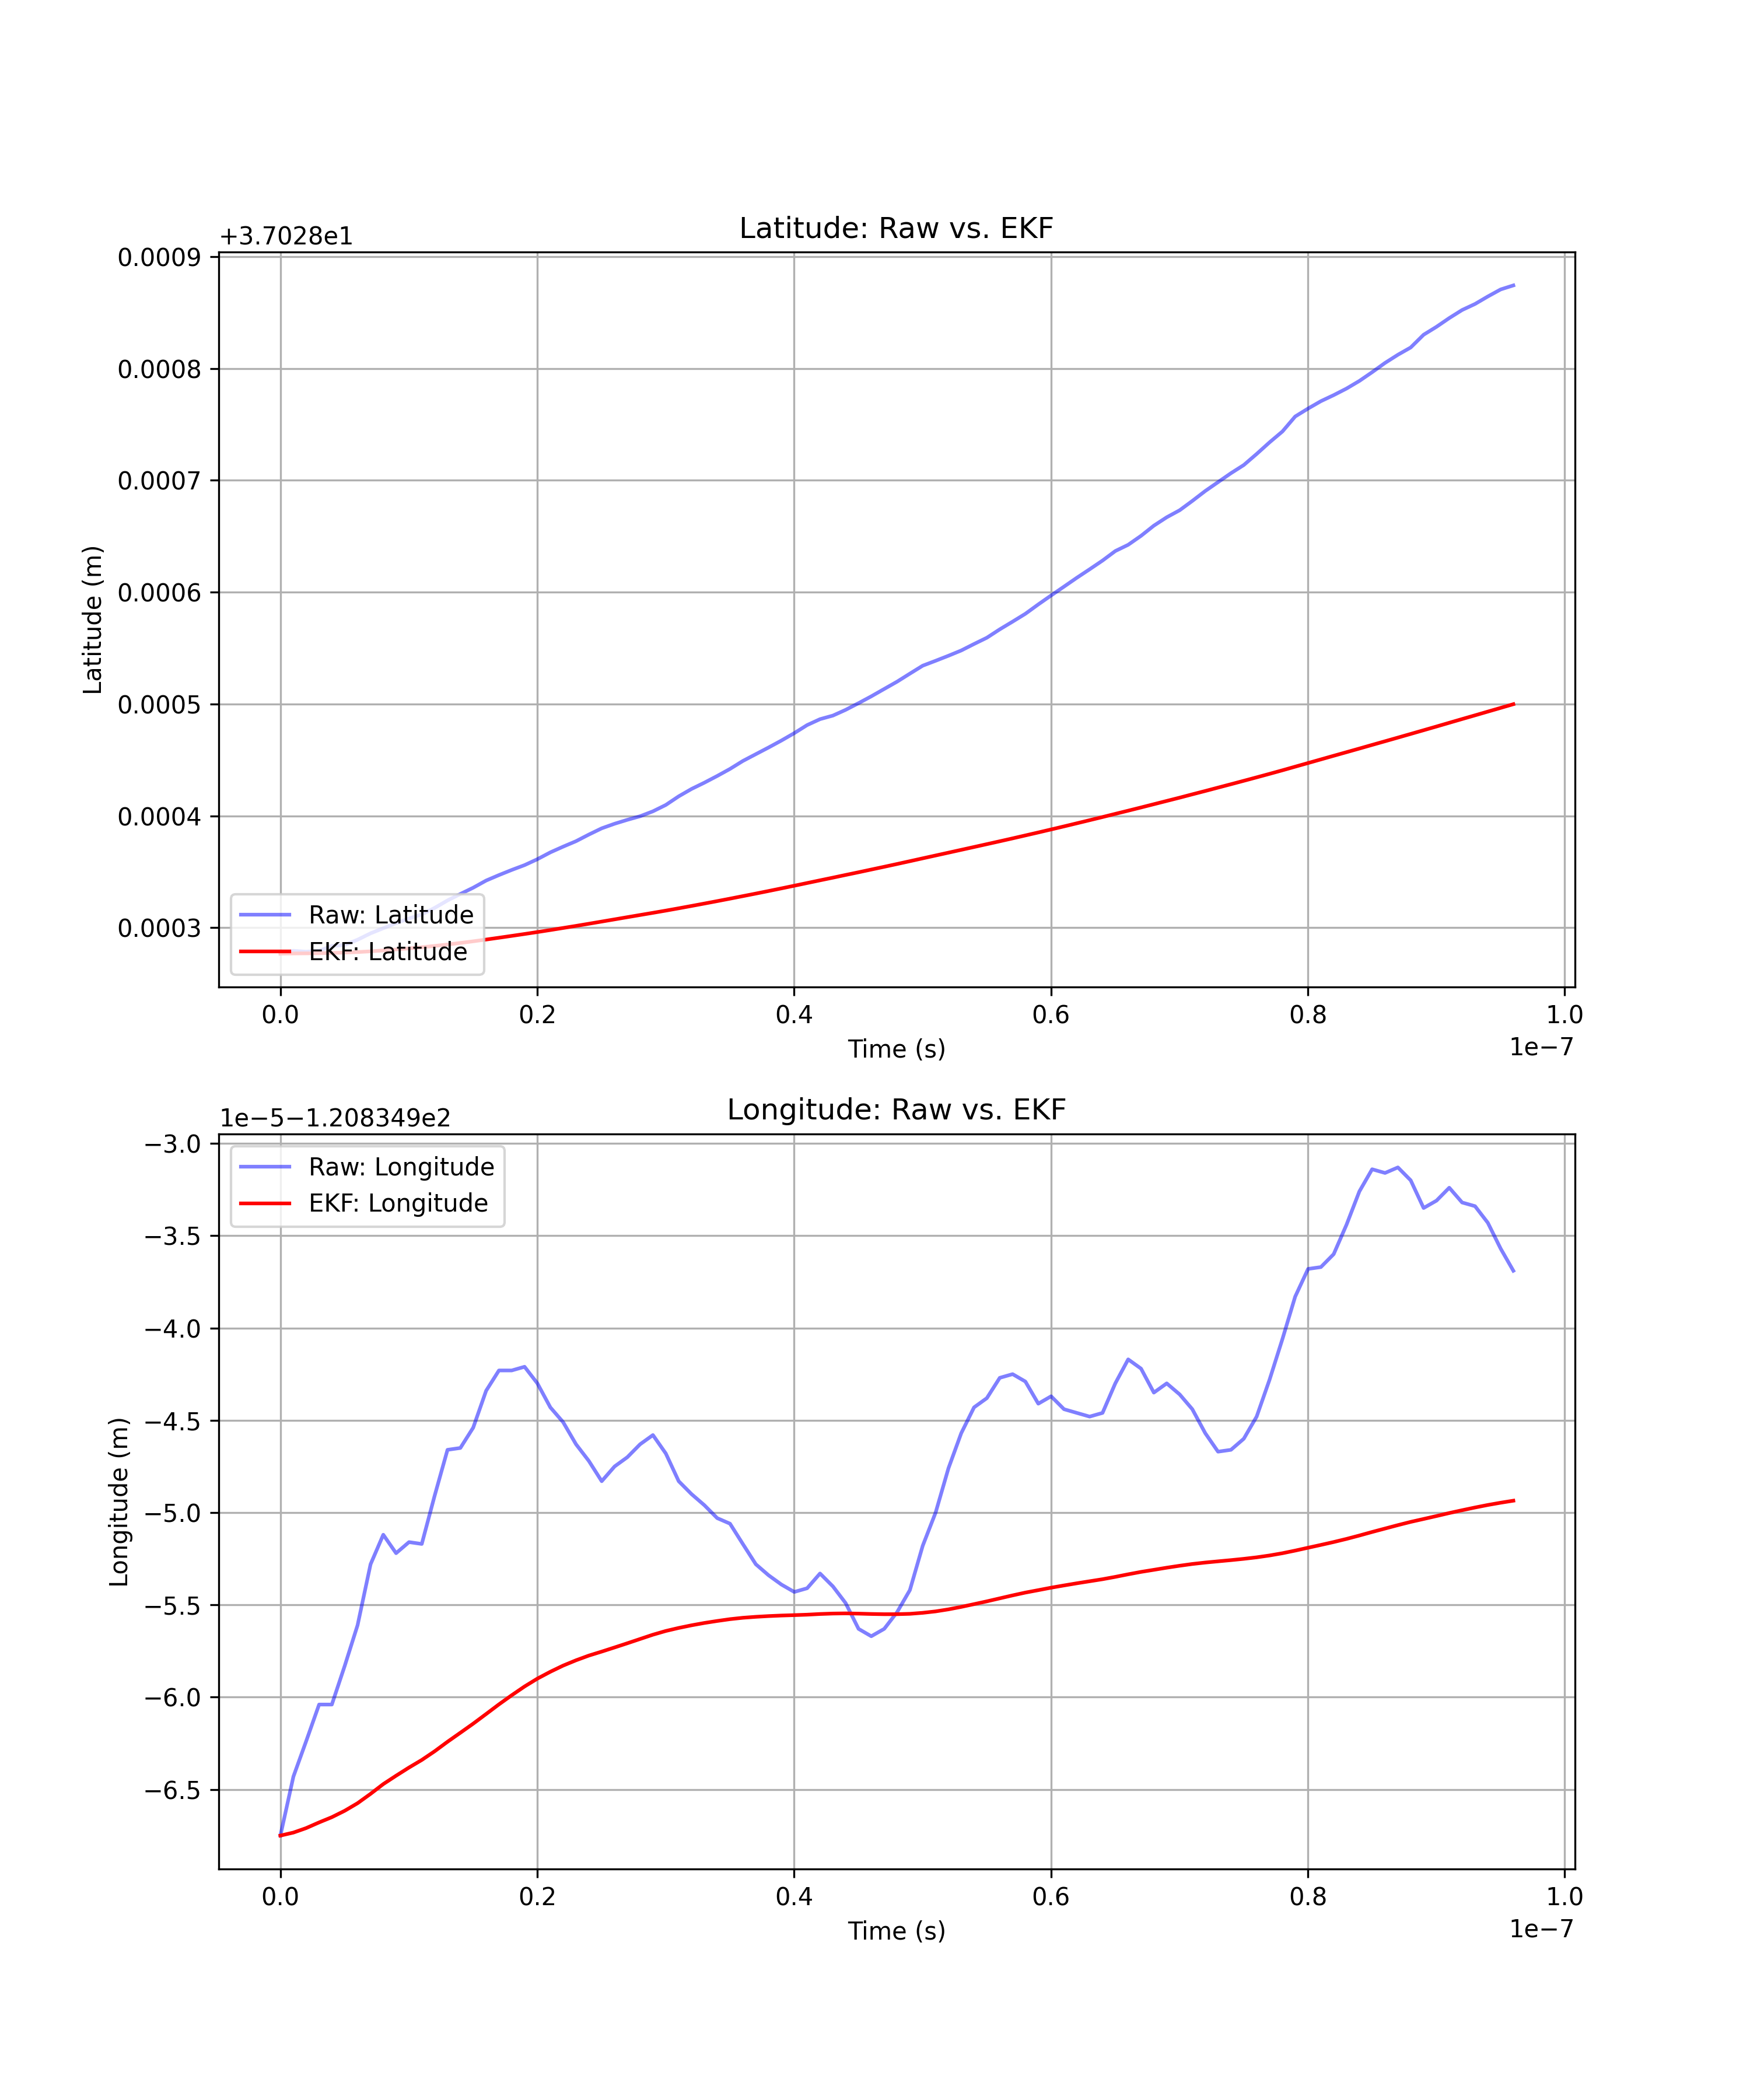 Latitude: Raw vs. EKF
+3.7028e1
0.0009
0.0008
0.0007
0.0006
0.0005
0.0004
0.0003
Latitude (m)
Raw: Latitude
EKF: Latitude
0.0 0.2 0.4 0.6 0.8 1.0
Time (s)
1e−7
Longitude: Raw vs. EKF
1e−5−1.208349e2
−3.0
−3.5
−4.0
−4.5
−5.0
−5.5
−6.0
−6.5
Longitude (m)
Raw: Longitude
EKF: Longitude
0.0 0.2 0.4 0.6 0.8 1.0
Time (s)
1e−7